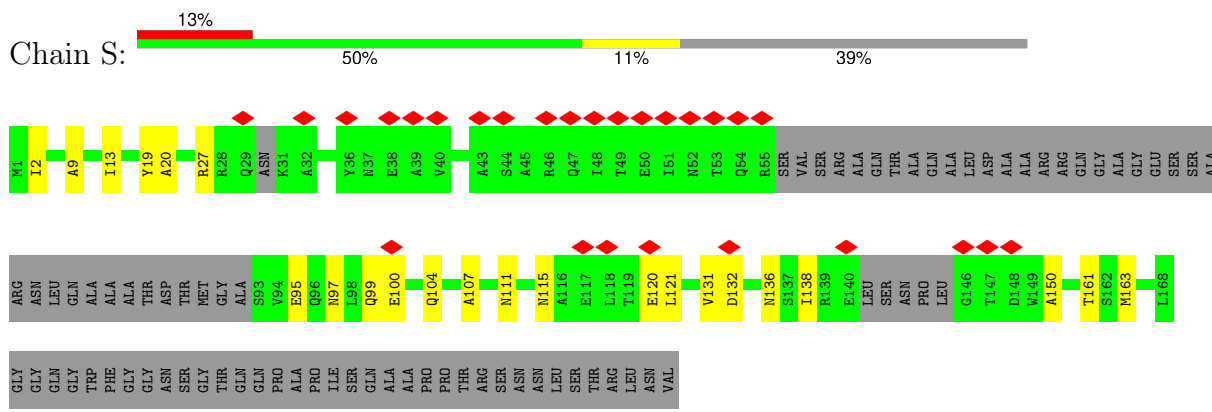 13%
Chain S:
50% 11% 39%
M1 I2 A9 I13 Y19 A20 R27 R28 Q29 ASN K31 A32 Y36 N37 E38 A39 V40 A43 S44 A45 R46 Q47 I48 T49 E50 I51 N52 T53 Q54 R55 SER VAL SER ARG ALA GLN THR ALA GLN ALA LEU ASP ALA ALA ARG ARG GLN GLY ALA GLY GLU SER SER ALA
ARG ASN LEU GLN ALA ALA ALA THR ASP THR MET GLY ALA S93 V94 E95 Q96 N97 L98 Q99 E100 Q104 A107 N111 N115 A116 E117 L118 T119 E120 L121 V131 D132 N136 S137 I138 R139 E140 LEU SER ASN PRO LEU G146 T147 D148 W149 A150 T161 S162 M163 L168
GLY GLY GLN GLY TRP PHE GLY GLY ASN SER GLY THR GLN GLN PRO ALA PRO ILE SER GLN ALA ALA PRO PRO THR ARG SER ASN ASN LEU SER THR ARG LEU ASN VAL